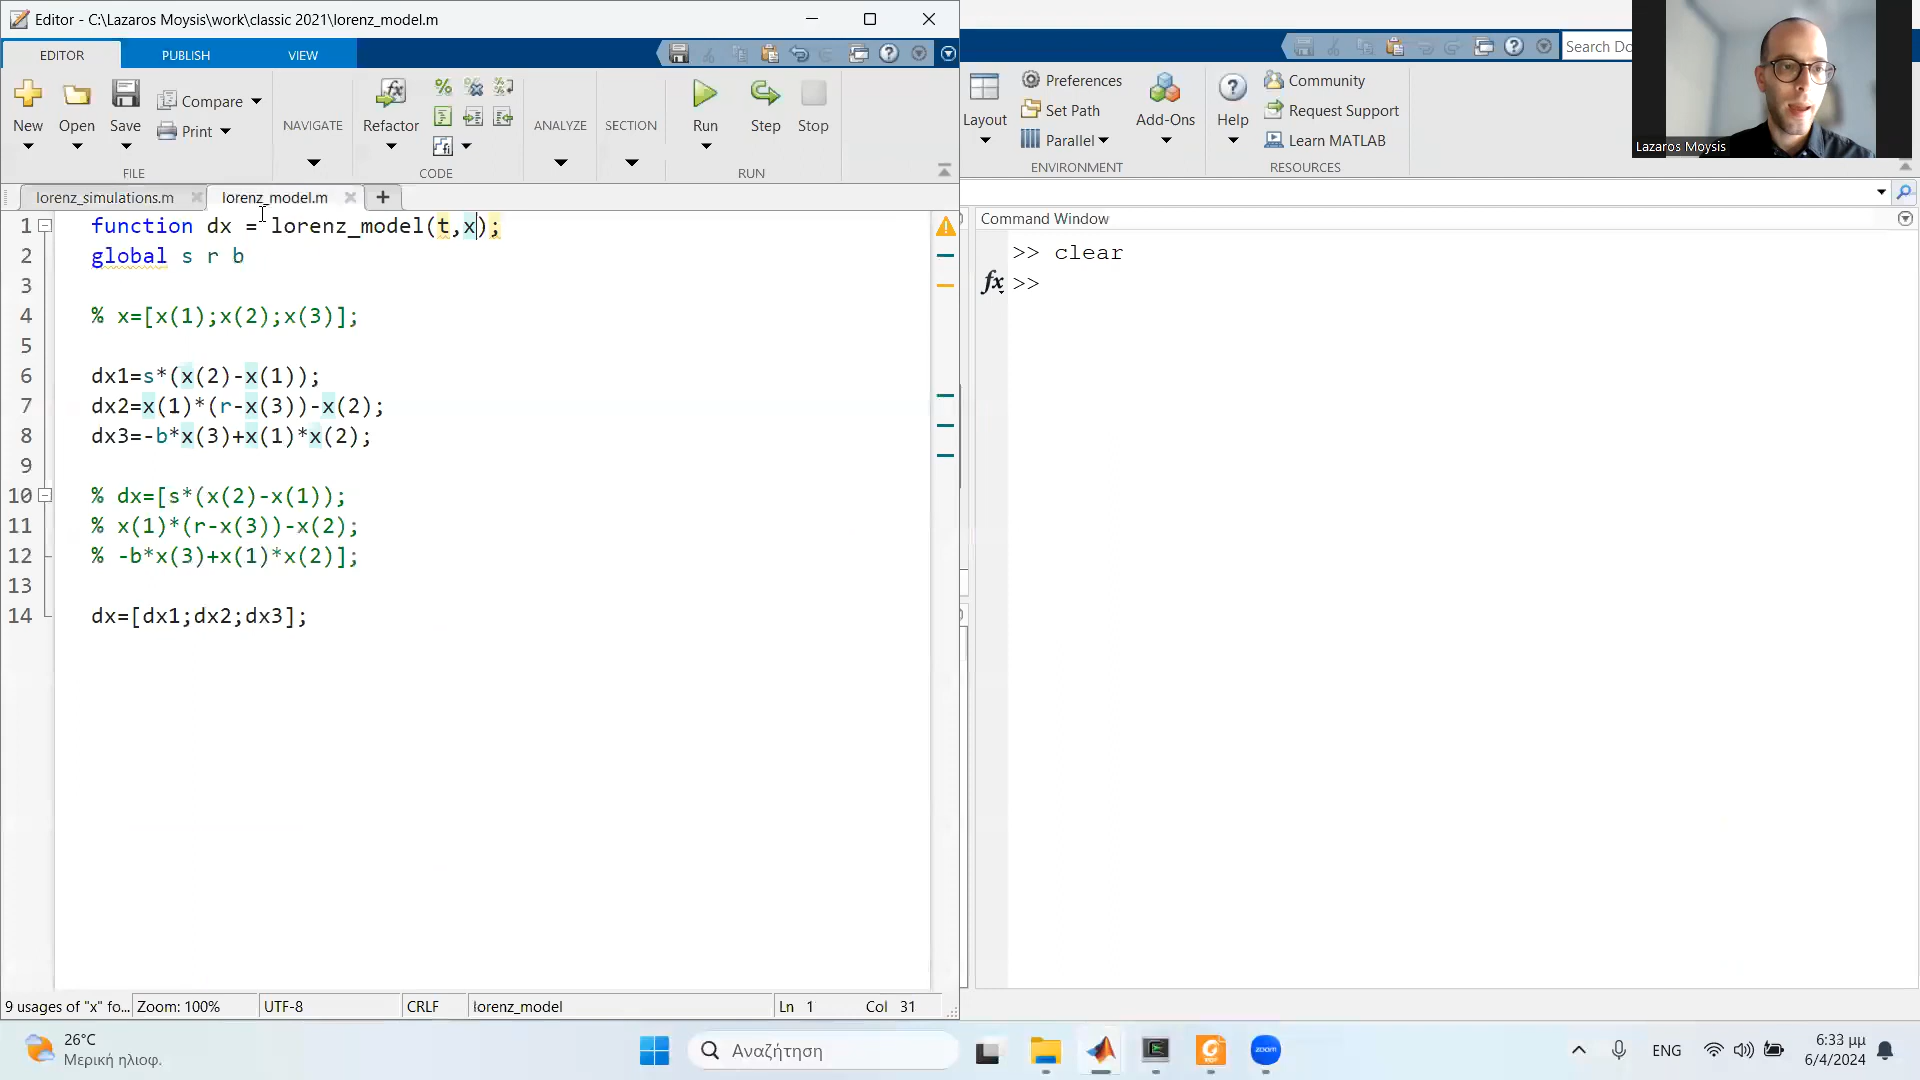 Editor - C:\Lazaros Moysis\work\classic 2021\lorenz_model.m
EDITOR
PUBLISH
VIEW
Search Do
New
Open
Save
Compare
Print
NAVIGATE
Refactor
ANALYZE
SECTION
Run
Step
Stop
FILE
CODE
RUN
Layout
Preferences
Set Path
Parallel
Add-Ons
Help
Community
Request Support
Learn MATLAB
ENVIRONMENT
RESOURCES
Lazaros Moysis
lorenz_simulations.m
lorenz_model.m
1 function dx = lorenz_model(t,x);
2 global s r b
3
4 % x=[x(1);x(2);x(3)];
5
6 dx1=s*(x(2)-x(1));
7 dx2=x(1)*(r-x(3))-x(2);
8 dx3=-b*x(3)+x(1)*x(2);
9
10 % dx=[s*(x(2)-x(1));
11 % x(1)*(r-x(3))-x(2);
12 % -b*x(3)+x(1)*x(2)];
13
14 dx=[dx1;dx2;dx3];
Command Window
>> clear
fx >>
9 usages of "x" fo...
Zoom: 100%
UTF-8
CRLF
lorenz_model
Ln 1
Col 31
26°C
Μερική ηλιοφ.
Αναζήτηση
zoom
ENG
6:33 μμ
6/4/2024